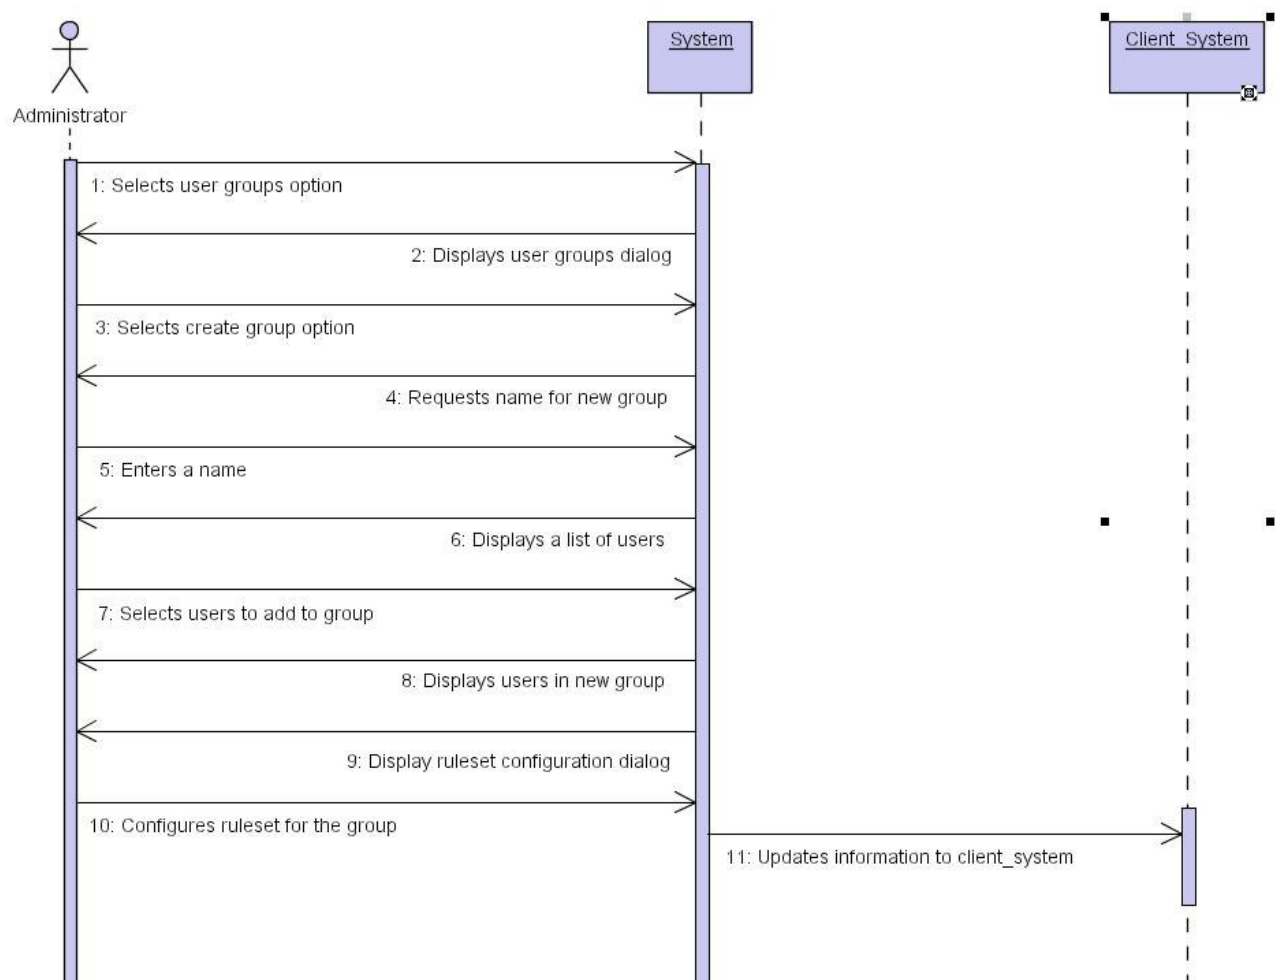 System
Client_System
Administrator
1: Selects user groups option
2: Displays user groups dialog
3: Selects create group option
4: Requests name for new group
5: Enters a name
6: Displays a list of users
7: Selects users to add to group
8: Displays users in new group
9: Display ruleset configuration dialog
10: Configures ruleset for the group
11: Updates information to client_system